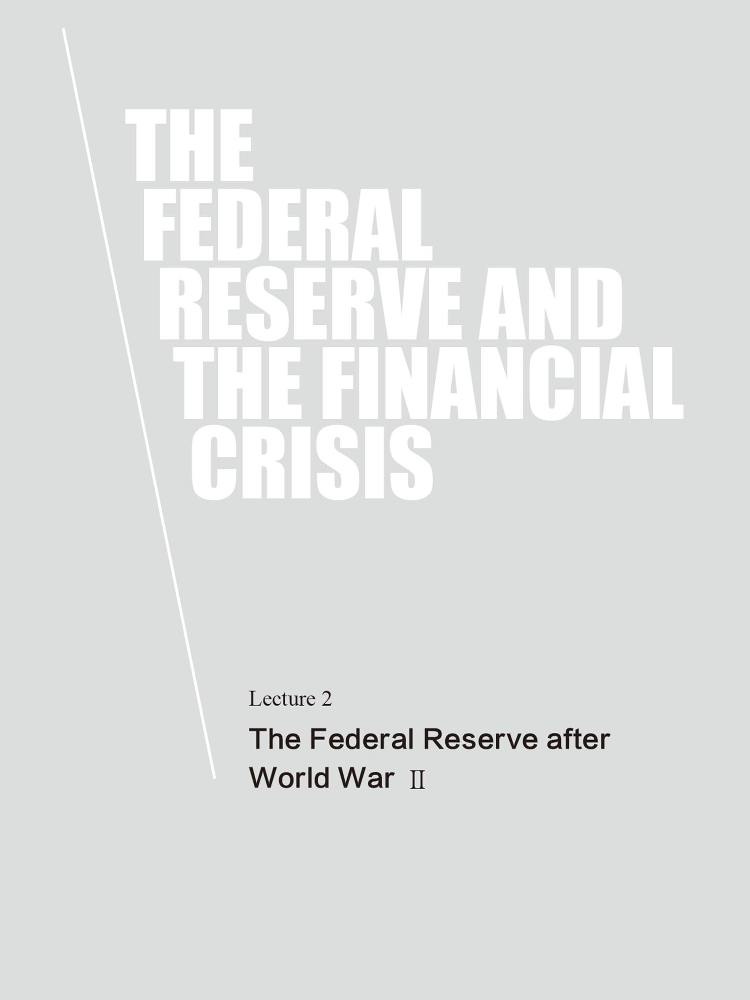 THE
FEDERAL
RESERVE AND
THE FINANCIAL
CRISIS
Lecture 2
The Federal Reserve after
World War Ⅱ